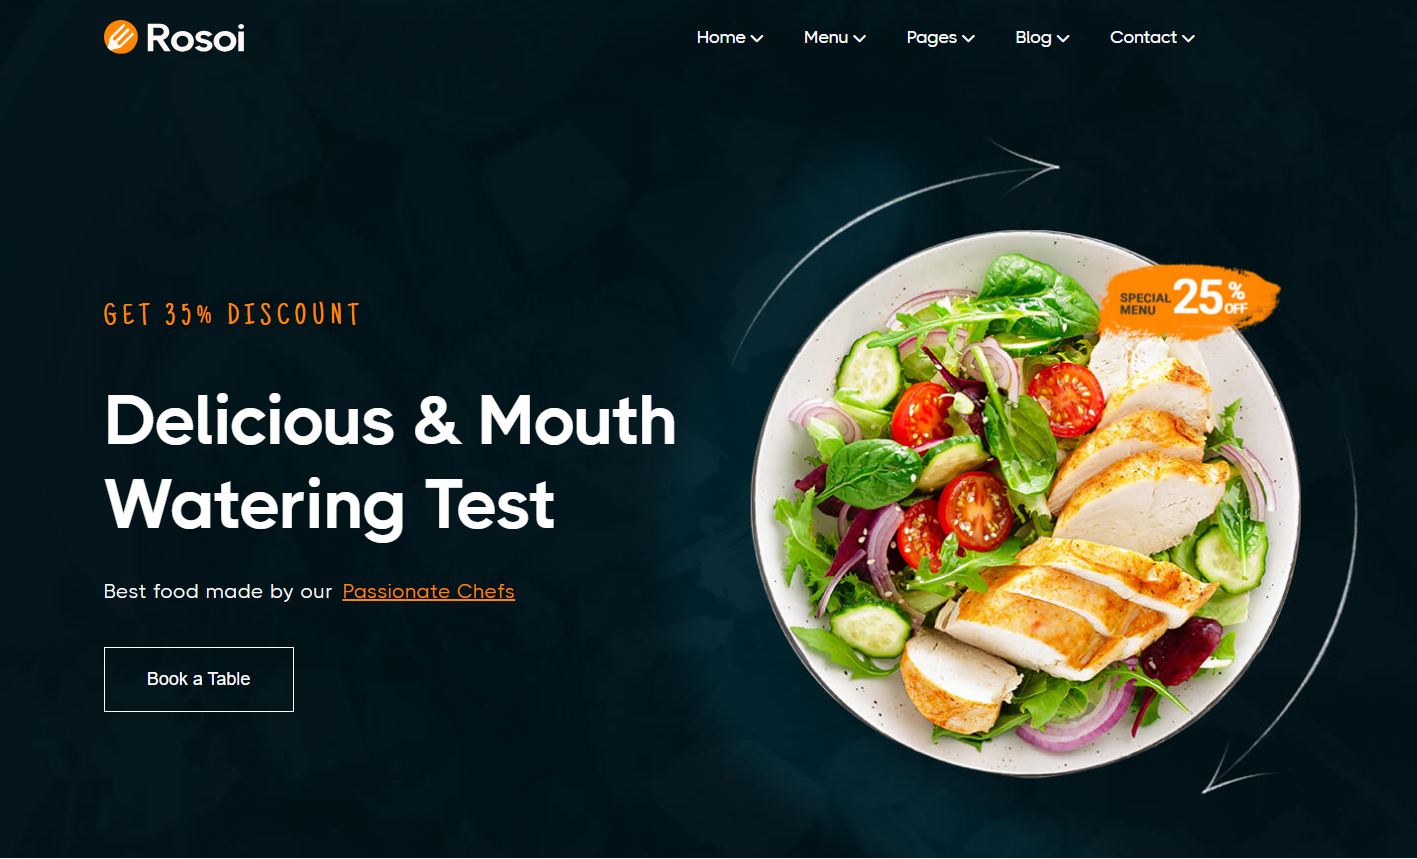 Rosoi
Home Menu Pages Blog Contact
GET 35% DISCOUNT
SPECIAL MENU 25% OFF
Delicious & Mouth
Watering Test
Best food made by our Passionate Chefs
Book a Table